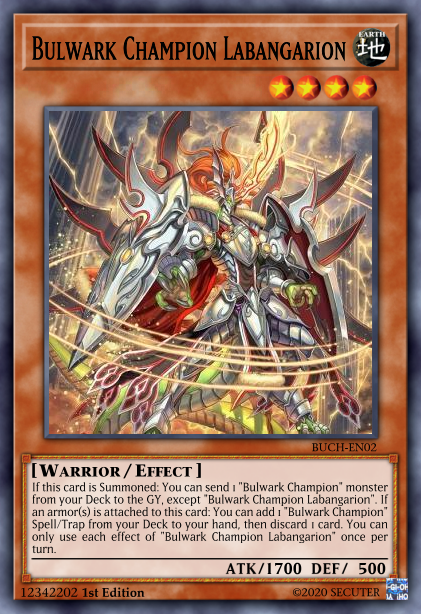 BULWARK CHAMPION LABANGARION
EARTH
地
BUCH-EN02
[WARRIOR / EFFECT]
If this card is Summoned: You can send 1 "Bulwark Champion" monster
from your Deck to the GY, except "Bulwark Champion Labangarion". If
an armor(s) is attached to this card: You can add 1 "Bulwark Champion"
Spell/Trap from your Deck to your hand, then discard 1 card. You can
only use each effect of "Bulwark Champion Labangarion" once per
turn.
ATK/1700 DEF/ 500
12342202 1st Edition
©2020 SECUTER